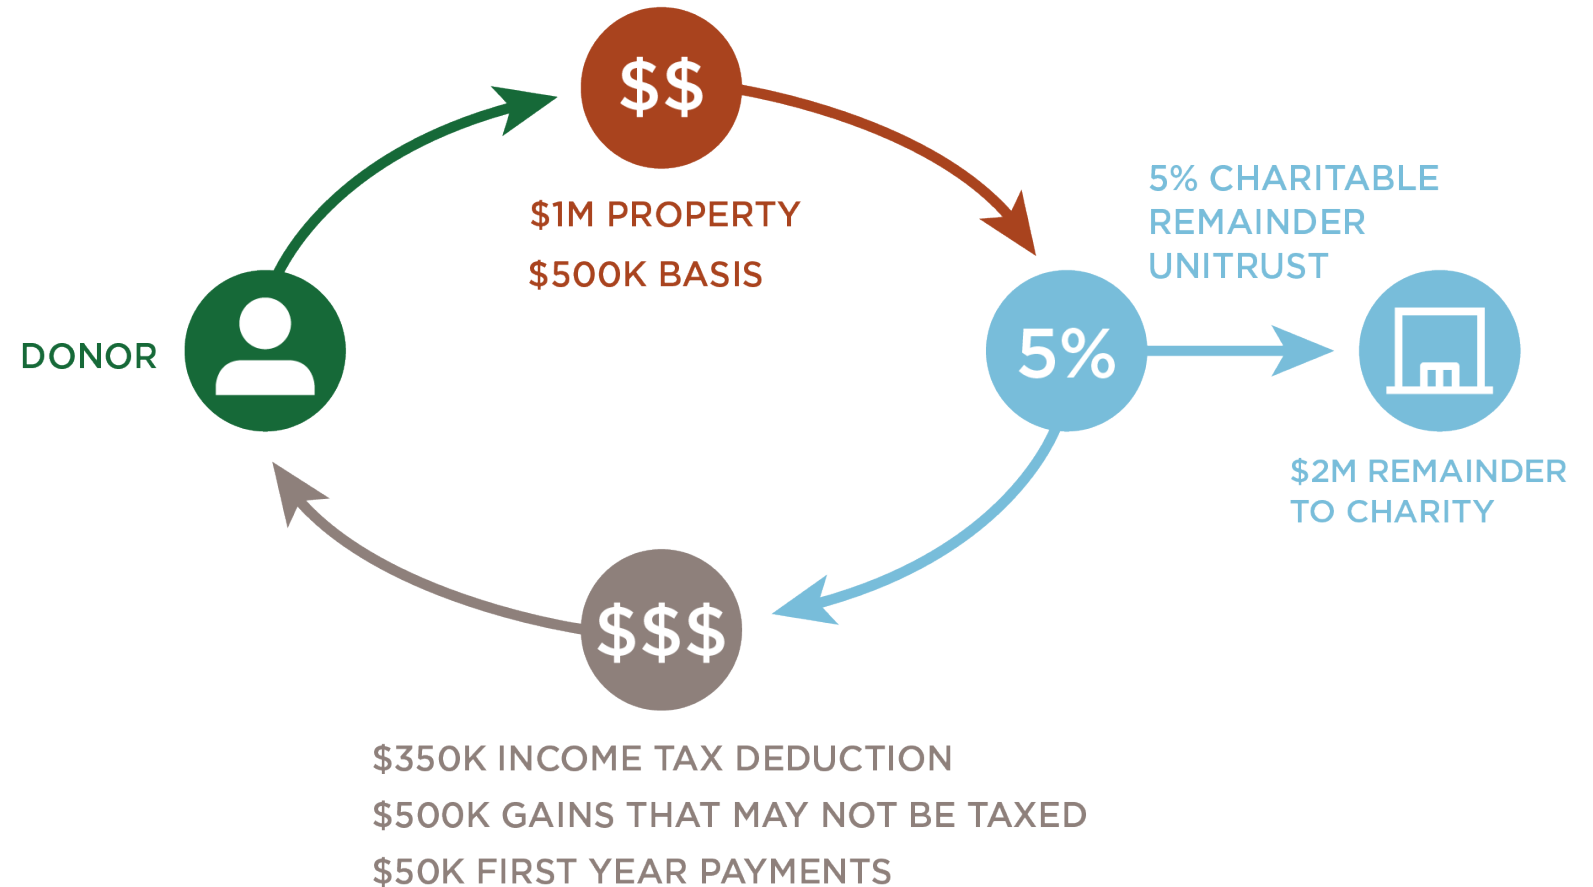 $$
$1M PROPERTY
$500K BASIS
5% CHARITABLE
REMAINDER
UNITRUST
DONOR
5%
$2M REMAINDER
TO CHARITY
$$$
$350K INCOME TAX DEDUCTION
$500K GAINS THAT MAY NOT BE TAXED
$50K FIRST YEAR PAYMENTS